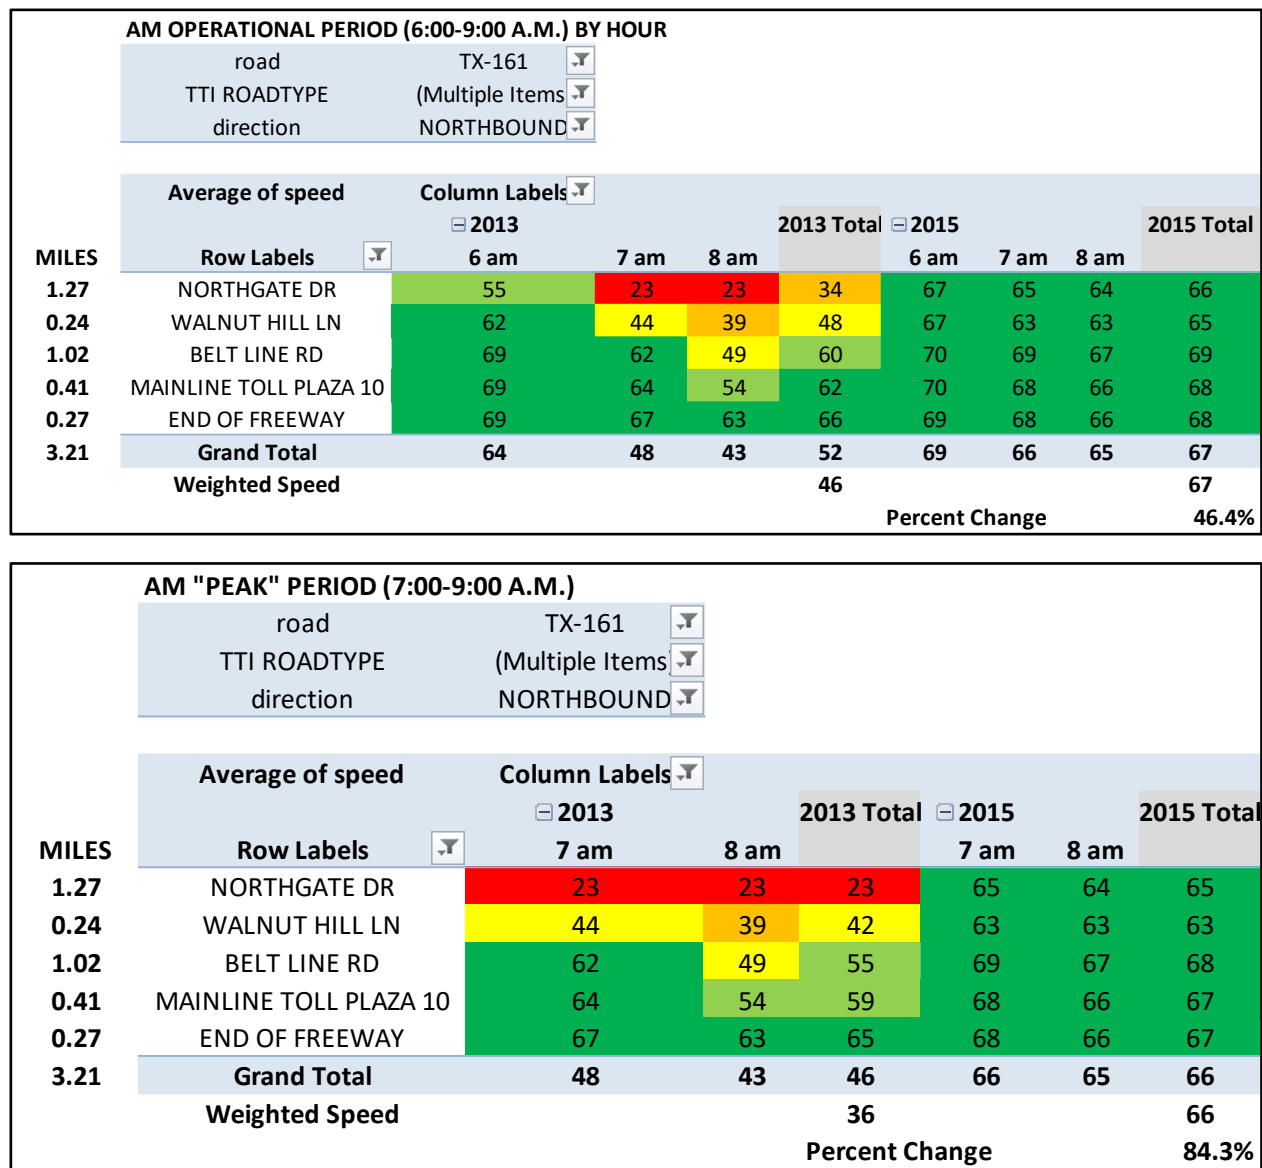 AM OPERATIONAL PERIOD (6:00-9:00 A.M.) BY HOUR
road TX-161
TTI ROADTYPE (Multiple Items
direction NORTHBOUND
Average of speed Column Labels
2013 2013 Total 2015 2015 Total
MILES Row Labels 6 am 7 am 8 am 6 am 7 am 8 am
1.27 NORTHGATE DR 55 23 23 34 67 65 64 66
0.24 WALNUT HILL LN 62 44 39 48 67 63 63 65
1.02 BELT LINE RD 69 62 49 60 70 69 67 69
0.41 MAINLINE TOLL PLAZA 10 69 64 54 62 70 68 66 68
0.27 END OF FREEWAY 69 67 63 66 69 68 66 68
3.21 Grand Total 64 48 43 52 69 66 65 67
Weighted Speed 46 67
Percent Change 46.4%
AM "PEAK" PERIOD (7:00-9:00 A.M.)
road TX-161
TTI ROADTYPE (Multiple Items)
direction NORTHBOUND
Average of speed Column Labels
2013 2013 Total 2015 2015 Total
MILES Row Labels 7 am 8 am 7 am 8 am
1.27 NORTHGATE DR 23 23 23 65 64 65
0.24 WALNUT HILL LN 44 39 42 63 63 63
1.02 BELT LINE RD 62 49 55 69 67 68
0.41 MAINLINE TOLL PLAZA 10 64 54 59 68 66 67
0.27 END OF FREEWAY 67 63 65 68 66 67
3.21 Grand Total 48 43 46 66 65 66
Weighted Speed 36 66
Percent Change 84.3%